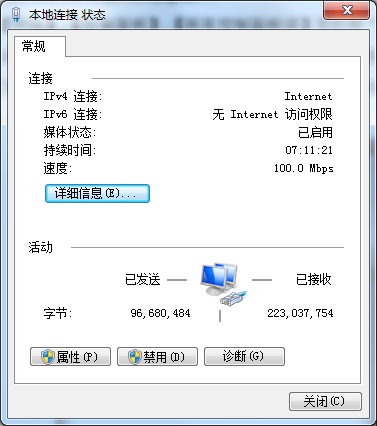 本地连接 状态
常规
连接
IPv4 连接: Internet
IPv6 连接: 无 Internet 访问权限
媒体状态: 已启用
持续时间: 07:11:21
速度: 100.0 Mbps
详细信息(E)...
活动
已发送 — 已接收
字节: 96,680,484 | 223,037,754
属性(P) 禁用(D) 诊断(G)
关闭(C)